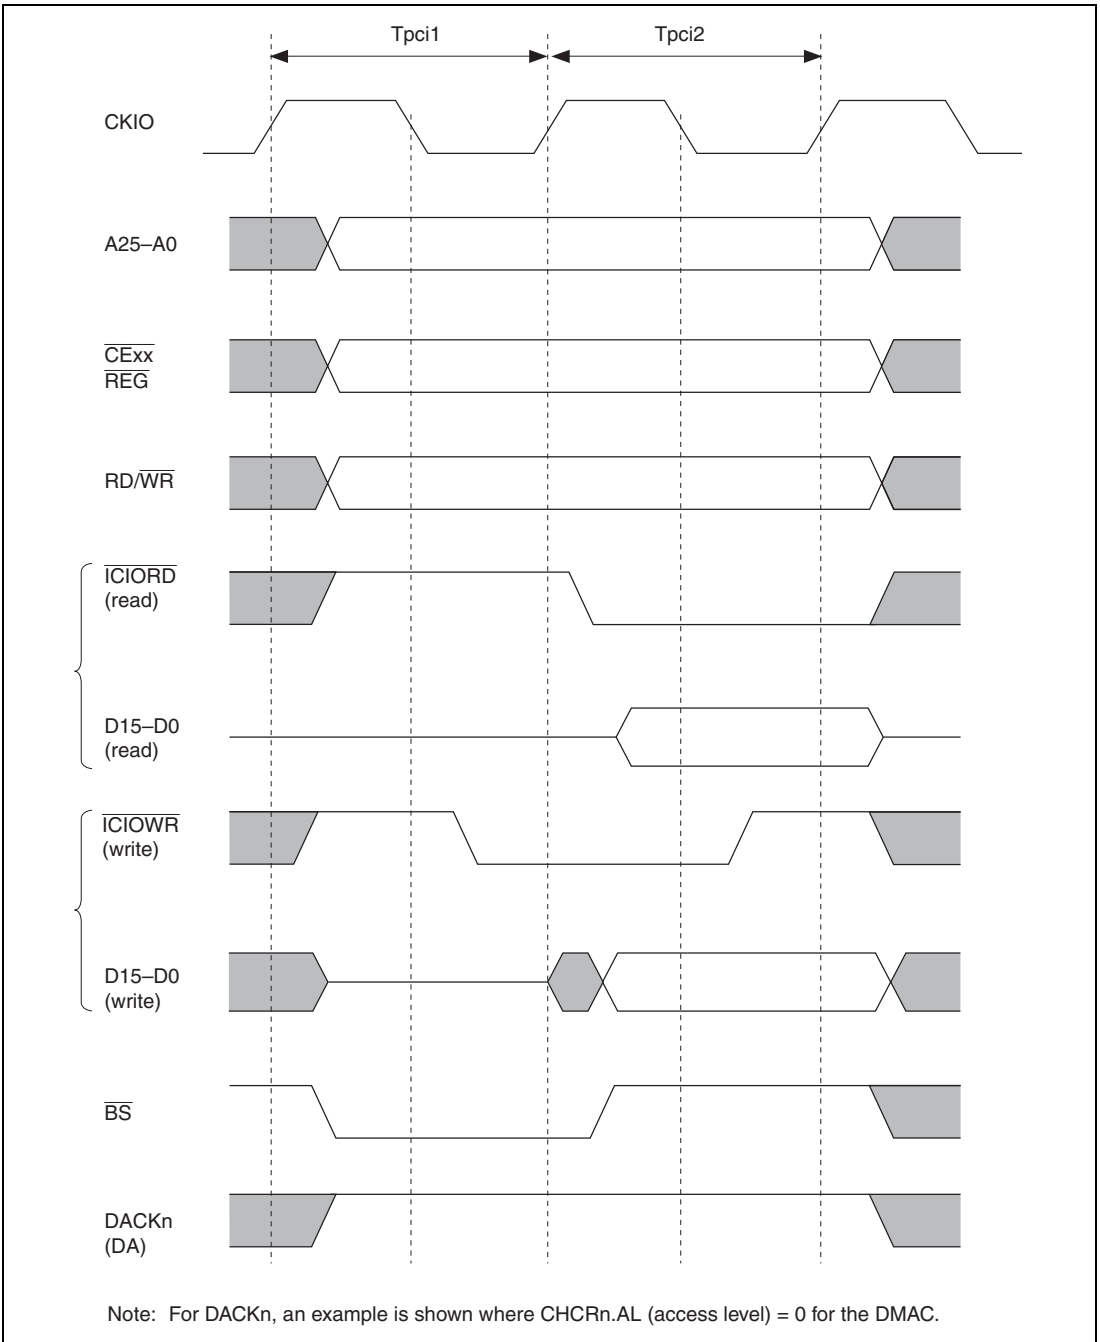 Tpci1 Tpci2
CKIO
A25–A0
CExx
REG
RD/WR
ICIORD
(read)
D15–D0
(read)
ICIOWR
(write)
D15–D0
(write)
BS
DACKn
(DA)
Note: For DACKn, an example is shown where CHCRn.AL (access level) = 0 for the DMAC.